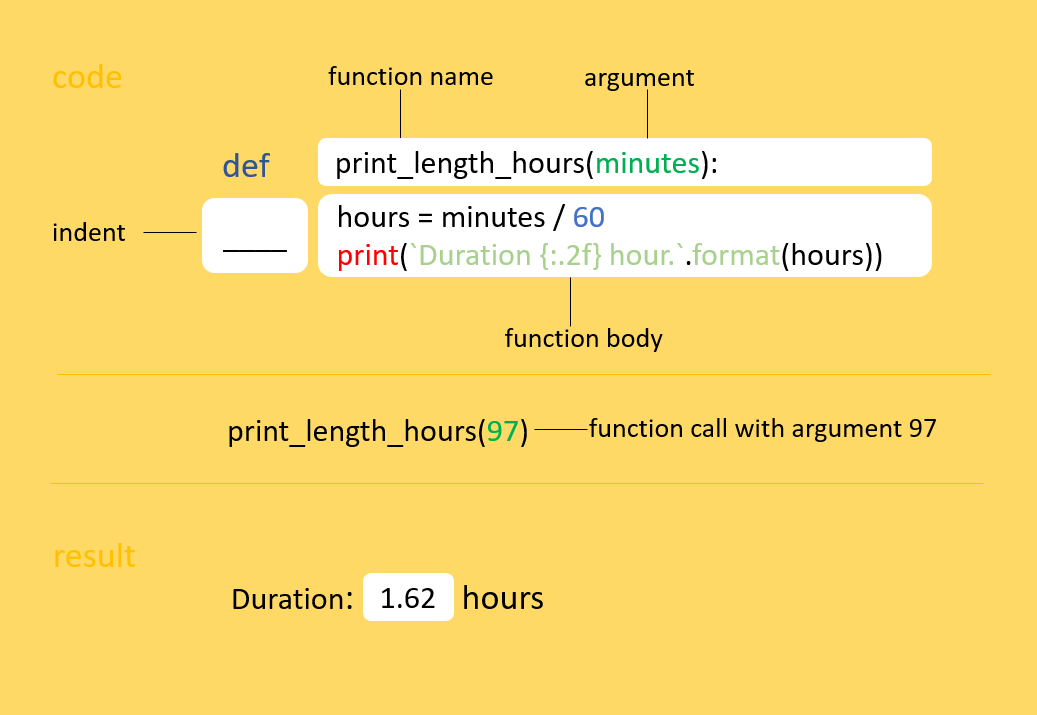 code
function name
argument
def
print_length_hours(minutes):
indent
____
hours = minutes / 60
print(`Duration {:.2f} hour.`.format(hours))
function body
print_length_hours(97)
function call with argument 97
result
Duration: 1.62 hours